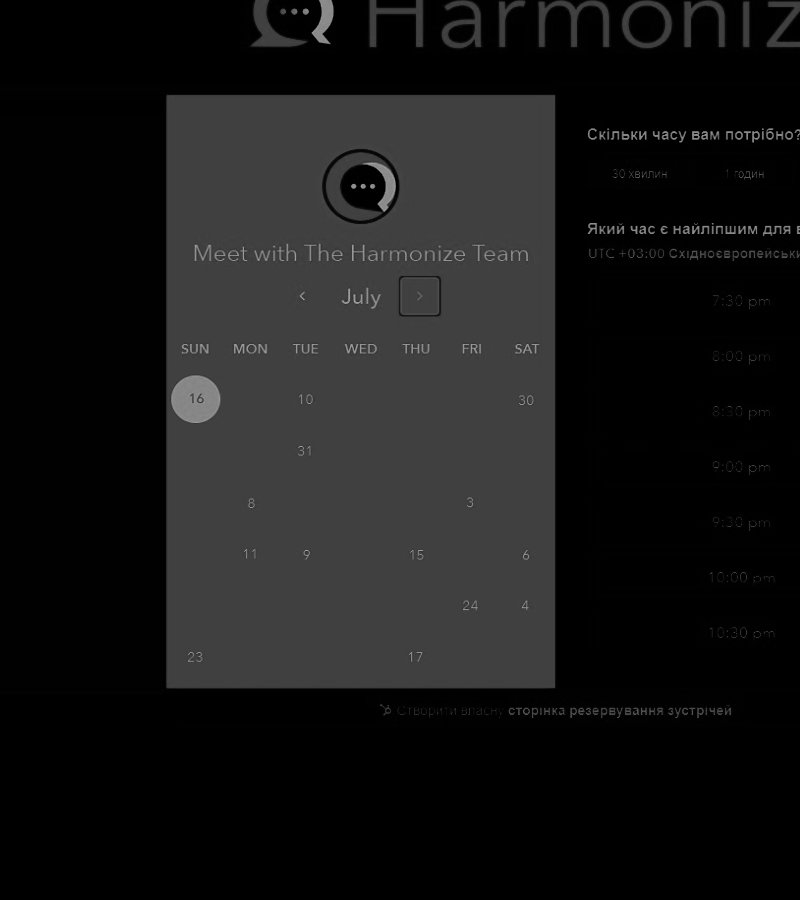 Harmoniz
Meet with The Harmonize Team
July
SUN MON TUE WED THU FRI SAT
16 10 30
31
8 3
11 9 15 6
24 4
23 17
Скільки часу вам потрібно?
30 хвилин 1 годин
Який час є найліпшим для в
UTC +03:00 Східноєвропейськи
7:30 pm
8:00 pm
8:30 pm
9:00 pm
9:30 pm
10:00 pm
10:30 pm
Створити власну сторінка резервування зустрічей